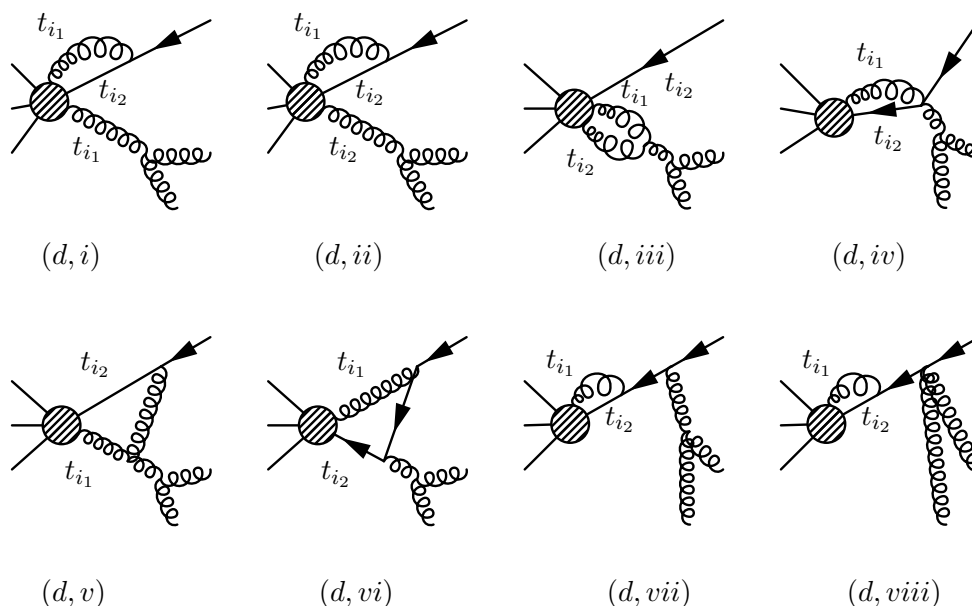 t_{i_1} t_{i_2} t_{i_1}
(d, i)
t_{i_1} t_{i_2} t_{i_2}
(d, ii)
t_{i_1} t_{i_2} t_{i_2}
(d, iii)
t_{i_1} t_{i_2}
(d, iv)
t_{i_2} t_{i_1}
(d, v)
t_{i_1} t_{i_2}
(d, vi)
t_{i_1} t_{i_2}
(d, vii)
t_{i_1} t_{i_2}
(d, viii)